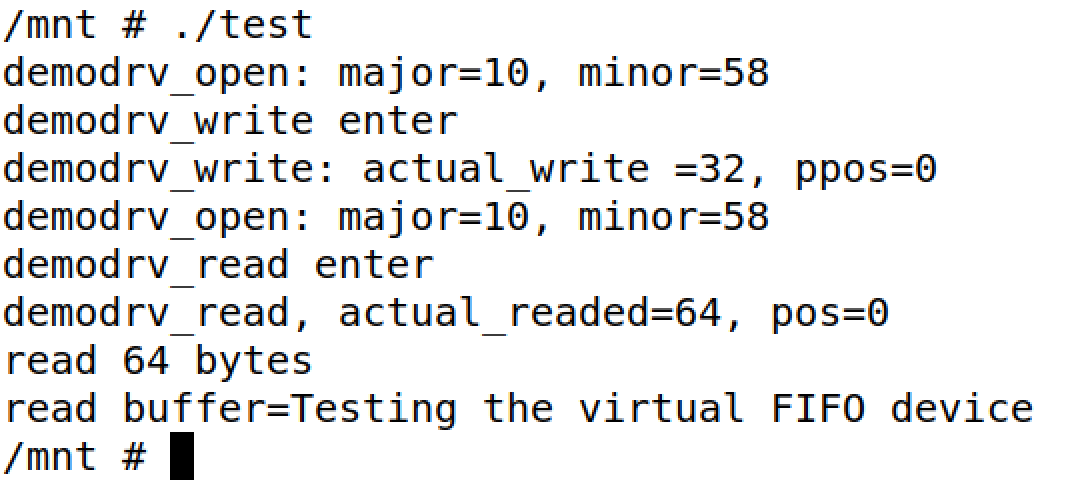 /mnt # ./test
demodrv_open: major=10, minor=58
demodrv_write enter
demodrv_write: actual_write =32, ppos=0
demodrv_open: major=10, minor=58
demodrv_read enter
demodrv_read, actual_readed=64, pos=0
read 64 bytes
read buffer=Testing the virtual FIFO device
/mnt #